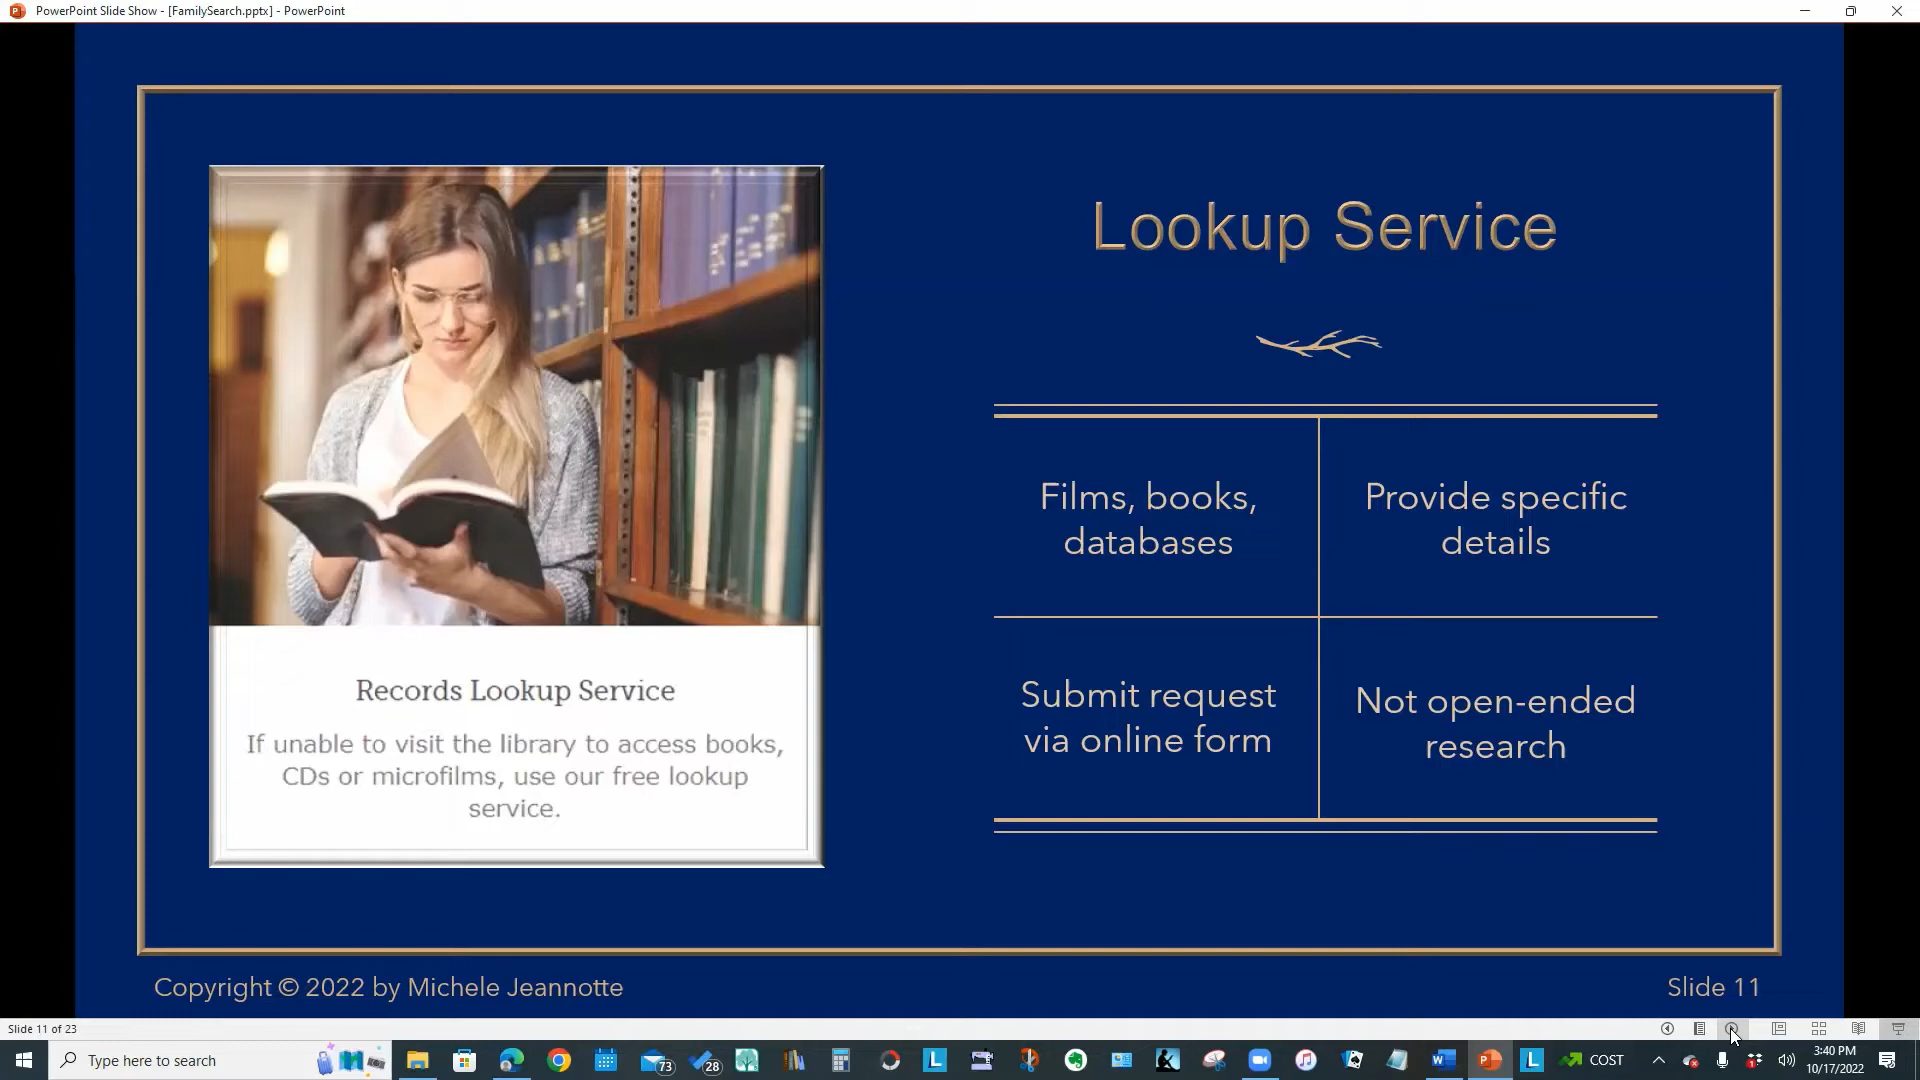 PowerPoint Slide Show - [FamilySearch.pptx] - PowerPoint
Lookup Service
Films, books,
databases
Provide specific
details
Submit request
via online form
Not open-ended
research
Records Lookup Service
If unable to visit the library to access books,
CDs or microfilms, use our free lookup
service.
Copyright © 2022 by Michele Jeannotte
Slide 11
Slide 11 of 23
Type here to search
73
28
L
L
COST
3:40 PM
10/17/2022